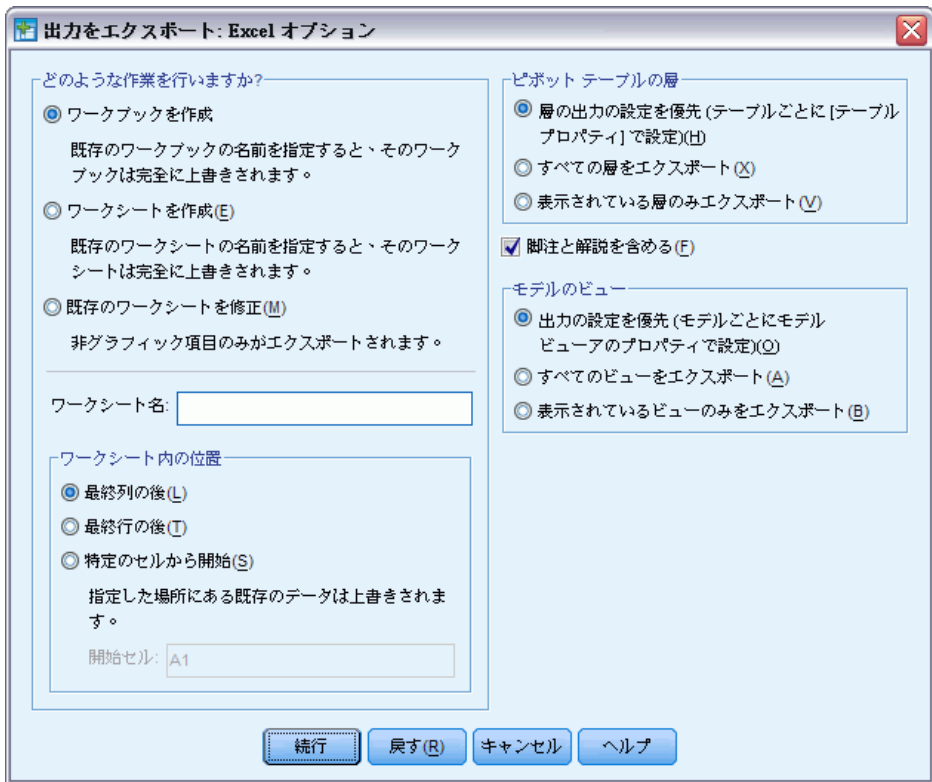 出力をエクスポート: Excel オプション
どのような作業を行いますか?
ワークブックを作成
既存のワークブックの名前を指定すると、そのワーク
ブックは完全に上書きされます。
ワークシートを作成(E)
既存のワークシートの名前を指定すると、そのワーク
シートは完全に上書きされます。
既存のワークシートを修正(M)
非グラフィック項目のみがエクスポートされます。
ワークシート名:
ワークシート内の位置
最終列の後(L)
最終行の後(T)
特定のセルから開始(S)
指定した場所にある既存のデータは上書きされま
す。
開始セル: A1
ピボット テーブルの層
層の出力の設定を優先 (テーブルごとに [テーブル
プロパティ] で設定)(H)
すべての層をエクスポート(X)
表示されている層のみエクスポート(V)
脚注と解説を含める(F)
モデルのビュー
出力の設定を優先 (モデルごとにモデル
ビューアのプロパティで設定)(O)
すべてのビューをエクスポート(A)
表示されているビューのみをエクスポート(B)
続行
戻す(R)
キャンセル
ヘルプ